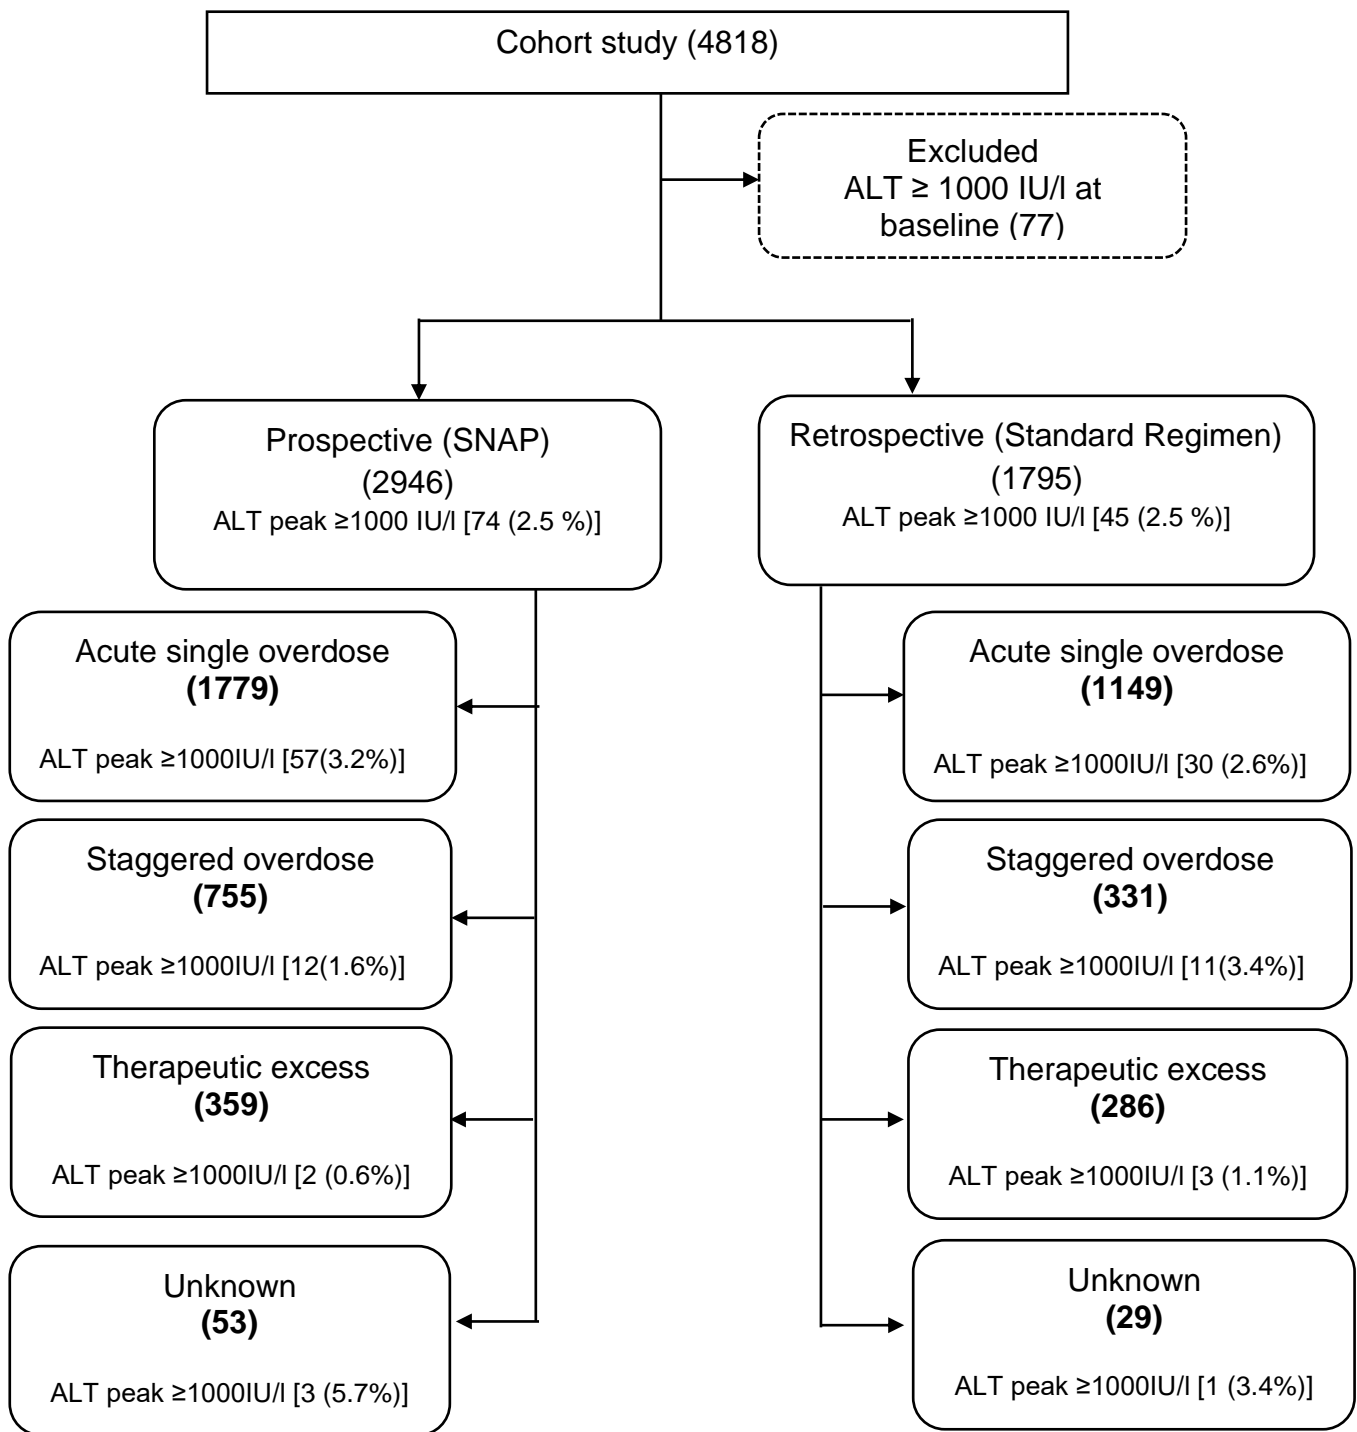 Cohort study (4818)
Excluded
ALT ≥ 1000 IU/l at
baseline (77)
Prospective (SNAP)
(2946)
ALT peak ≥1000 IU/l [74 (2.5 %)]
Retrospective (Standard Regimen)
(1795)
ALT peak ≥1000 IU/l [45 (2.5 %)]
Acute single overdose
(1779)
ALT peak ≥1000IU/l [57(3.2%)]
Acute single overdose
(1149)
ALT peak ≥1000IU/l [30 (2.6%)]
Staggered overdose
(755)
ALT peak ≥1000IU/l [12(1.6%)]
Staggered overdose
(331)
ALT peak ≥1000IU/l [11(3.4%)]
Therapeutic excess
(359)
ALT peak ≥1000IU/l [2 (0.6%)]
Therapeutic excess
(286)
ALT peak ≥1000IU/l [3 (1.1%)]
Unknown
(53)
ALT peak ≥1000IU/l [3 (5.7%)]
Unknown
(29)
ALT peak ≥1000IU/l [1 (3.4%)]